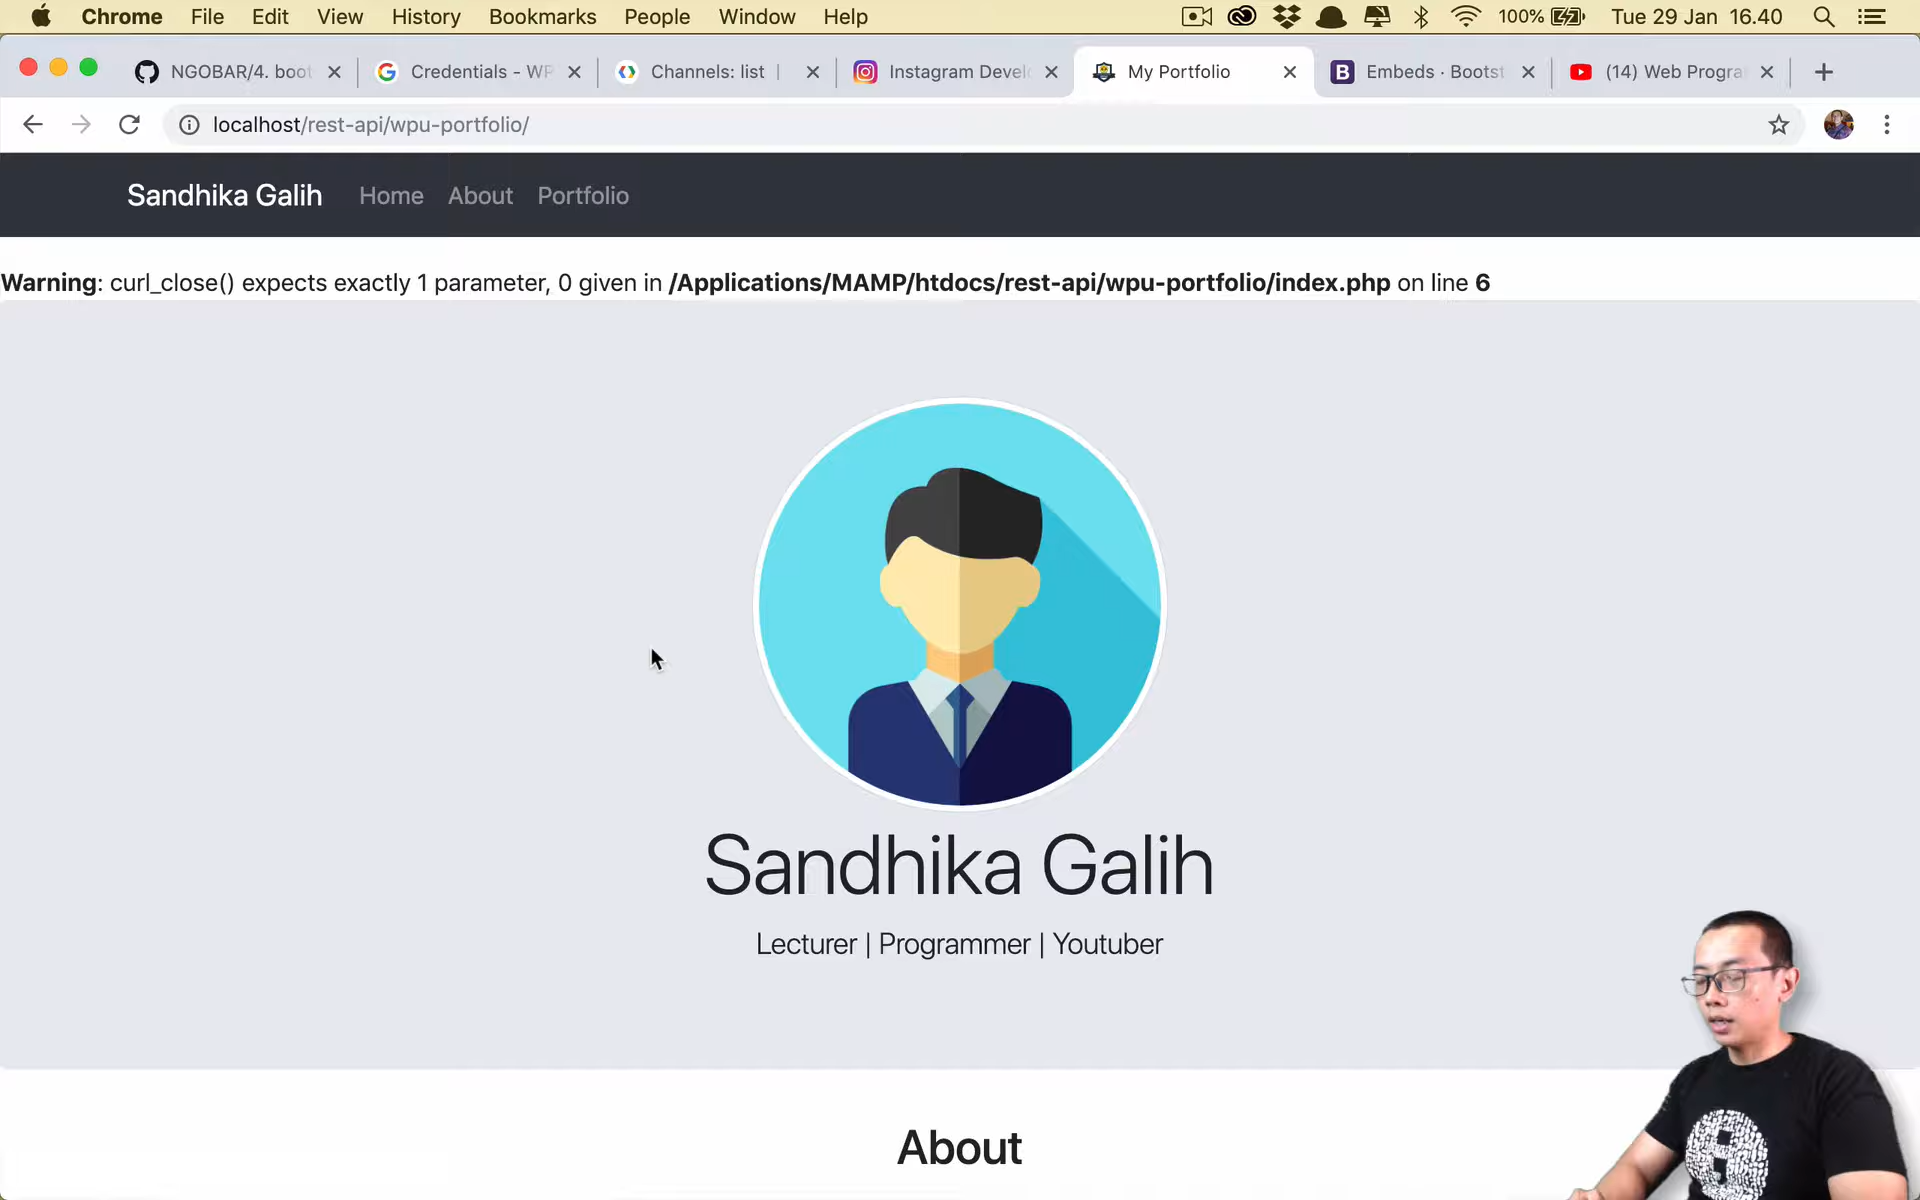 Chrome File Edit View History Bookmarks People Window Help 100% Tue 29 Jan 16.40
NGOBAR/4. boot Credentials - WP Channels: list Instagram Devel My Portfolio Embeds · Bootst (14) Web Progra
localhost/rest-api/wpu-portfolio/
Sandhika Galih Home About Portfolio
Warning: curl_close() expects exactly 1 parameter, 0 given in /Applications/MAMP/htdocs/rest-api/wpu-portfolio/index.php on line 6
Sandhika Galih
Lecturer | Programmer | Youtuber
About